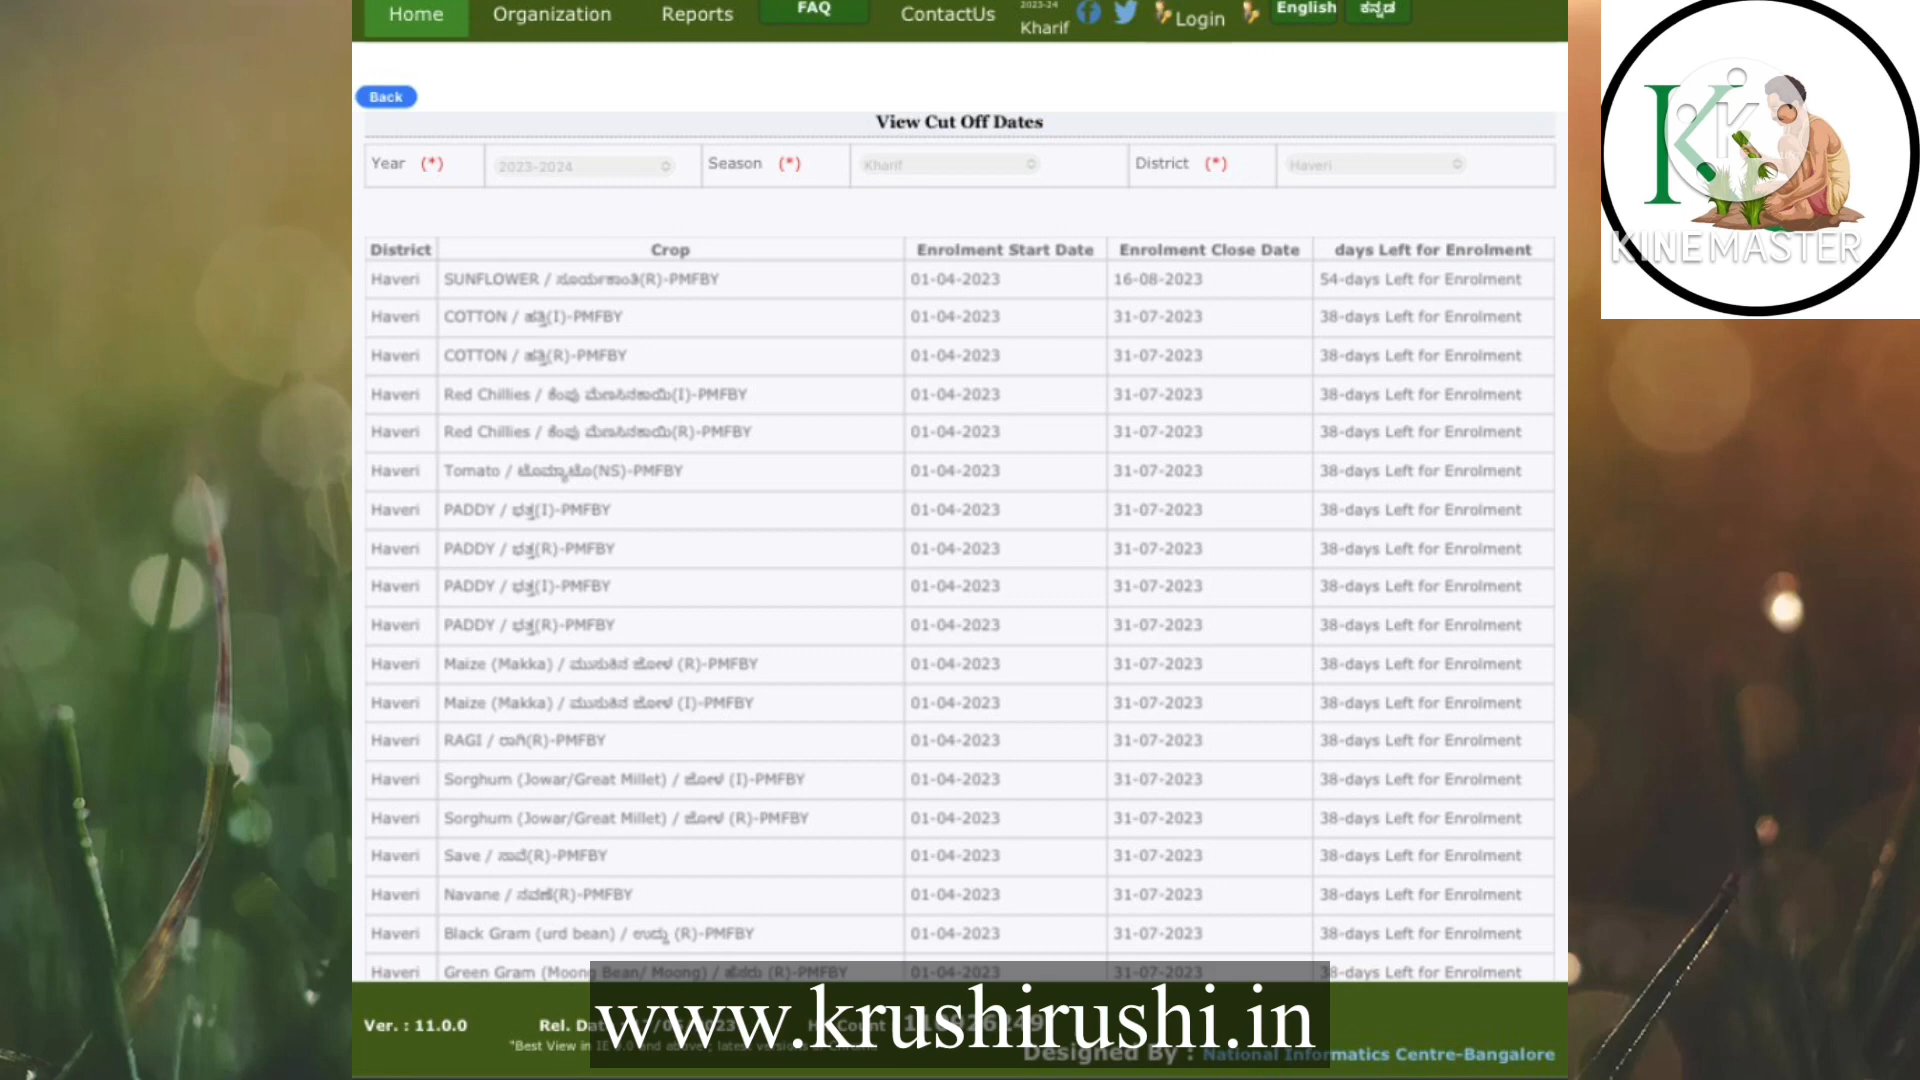 Home Organization Reports FAQ ContactUs 2023-24 Kharif Login English ಕನ್ನಡ
Back
View Cut Off Dates
Year (*) 2023-2024 Season (*) Kharif District (*) Haveri
District Crop Enrolment Start Date Enrolment Close Date days Left for Enrolment
Haveri SUNFLOWER / ಸೂರ್ಯಕಾಂತಿ(R)-PMFBY 01-04-2023 16-08-2023 54-days Left for Enrolment
Haveri COTTON / ಹತ್ತಿ(I)-PMFBY 01-04-2023 31-07-2023 38-days Left for Enrolment
Haveri COTTON / ಹತ್ತಿ(R)-PMFBY 01-04-2023 31-07-2023 38-days Left for Enrolment
Haveri Red Chillies / ಕೆಂಪು ಮೆಣಸಿನಕಾಯಿ(I)-PMFBY 01-04-2023 31-07-2023 38-days Left for Enrolment
Haveri Red Chillies / ಕೆಂಪು ಮೆಣಸಿನಕಾಯಿ(R)-PMFBY 01-04-2023 31-07-2023 38-days Left for Enrolment
Haveri Tomato / ಟೊಮ್ಯಾಟೊ(NS)-PMFBY 01-04-2023 31-07-2023 38-days Left for Enrolment
Haveri PADDY / ಭತ್ತ(I)-PMFBY 01-04-2023 31-07-2023 38-days Left for Enrolment
Haveri PADDY / ಭತ್ತ(R)-PMFBY 01-04-2023 31-07-2023 38-days Left for Enrolment
Haveri PADDY / ಭತ್ತ(I)-PMFBY 01-04-2023 31-07-2023 38-days Left for Enrolment
Haveri PADDY / ಭತ್ತ(R)-PMFBY 01-04-2023 31-07-2023 38-days Left for Enrolment
Haveri Maize (Makka) / ಮುಸುಕಿನ ಜೋಳ (R)-PMFBY 01-04-2023 31-07-2023 38-days Left for Enrolment
Haveri Maize (Makka) / ಮುಸುಕಿನ ಜೋಳ (I)-PMFBY 01-04-2023 31-07-2023 38-days Left for Enrolment
Haveri RAGI / ರಾಗಿ(R)-PMFBY 01-04-2023 31-07-2023 38-days Left for Enrolment
Haveri Sorghum (Jowar/Great Millet) / ಜೋಳ (I)-PMFBY 01-04-2023 31-07-2023 38-days Left for Enrolment
Haveri Sorghum (Jowar/Great Millet) / ಜೋಳ (R)-PMFBY 01-04-2023 31-07-2023 38-days Left for Enrolment
Haveri Save / ಸಾವೆ(R)-PMFBY 01-04-2023 31-07-2023 38-days Left for Enrolment
Haveri Navane / ನವಣೆ(R)-PMFBY 01-04-2023 31-07-2023 38-days Left for Enrolment
Haveri Black Gram (urd bean) / ಉದ್ದು (R)-PMFBY 01-04-2023 31-07-2023 38-days Left for Enrolment
Haveri Green Gram (Moong Bean/ Moong) / ಹೆಸರು (R)-PMFBY 01-04-2023 31-07-2023 38-days Left for Enrolment
Ver. : 11.0.0 Rel.
"Best View in
Designed By : National Informatics Centre-Bangalore
www.krushirushi.in
K
KINEMASTER